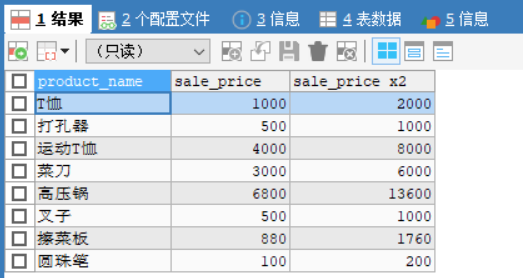 1 结果 2 个配置文件 3 信息 4 表数据 5 信息
(只读)
product_name sale_price sale_price x2
T恤 1000 2000
打孔器 500 1000
运动T恤 4000 8000
菜刀 3000 6000
高压锅 6800 13600
叉子 500 1000
擦菜板 880 1760
圆珠笔 100 200